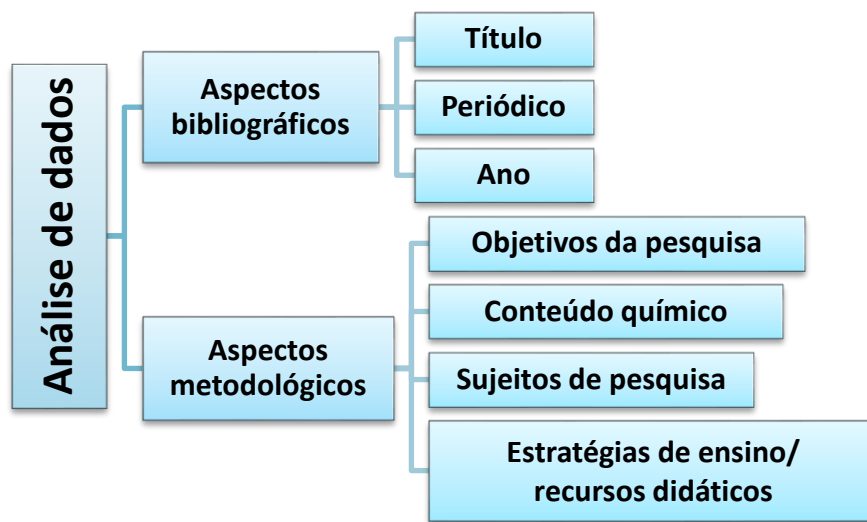 Análise de dados
Aspectos
bibliográficos
Título
Periódico
Ano
Aspectos
metodológicos
Objetivos da pesquisa
Conteúdo químico
Sujeitos de pesquisa
Estratégias de ensino/
recursos didáticos